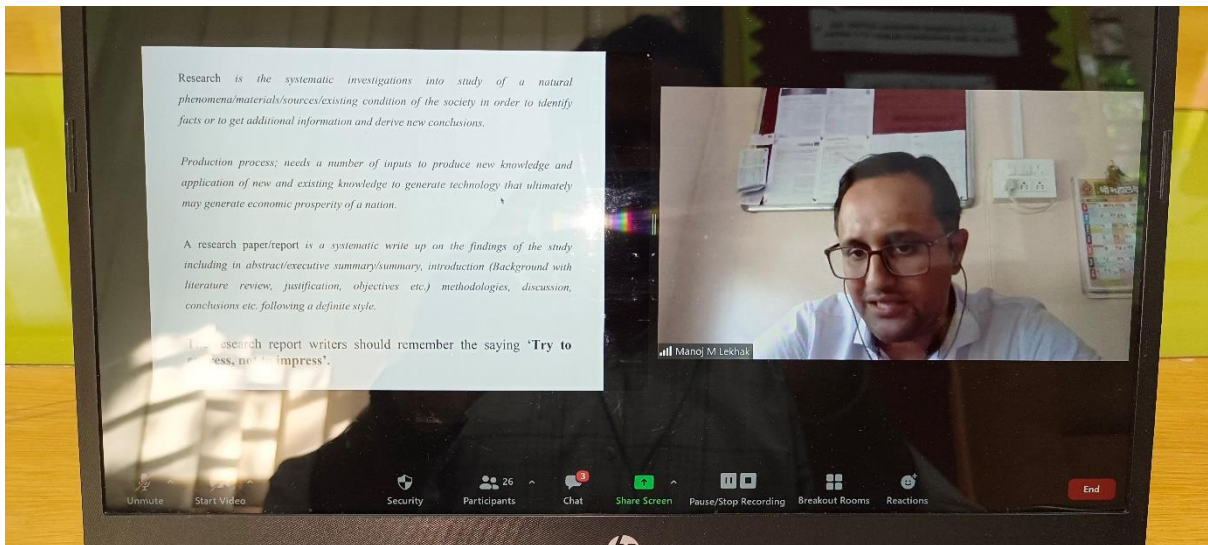 Research is the systematic investigations into study of a natural
phenomena/materials/sources/existing condition of the society in order to identify
facts or to get additional information and derive new conclusions.
Production process; needs a number of inputs to produce new knowledge and
application of new and existing knowledge to generate technology that ultimately
may generate economic prosperity of a nation.
A research paper/report is a systematic write up on the findings of the study
including in abstract/executive summary/summary, introduction (Background with
literature review, justification, objectives etc.) methodologies, discussion,
conclusions etc. following a definite style.
research report writers should remember the saying ‘Try to
impress’.
Manoj M Lekhak
Unmute
Start Video
Security
26
Participants
3
Chat
Share Screen
Pause/Stop Recording
Breakout Rooms
Reactions
End
hp